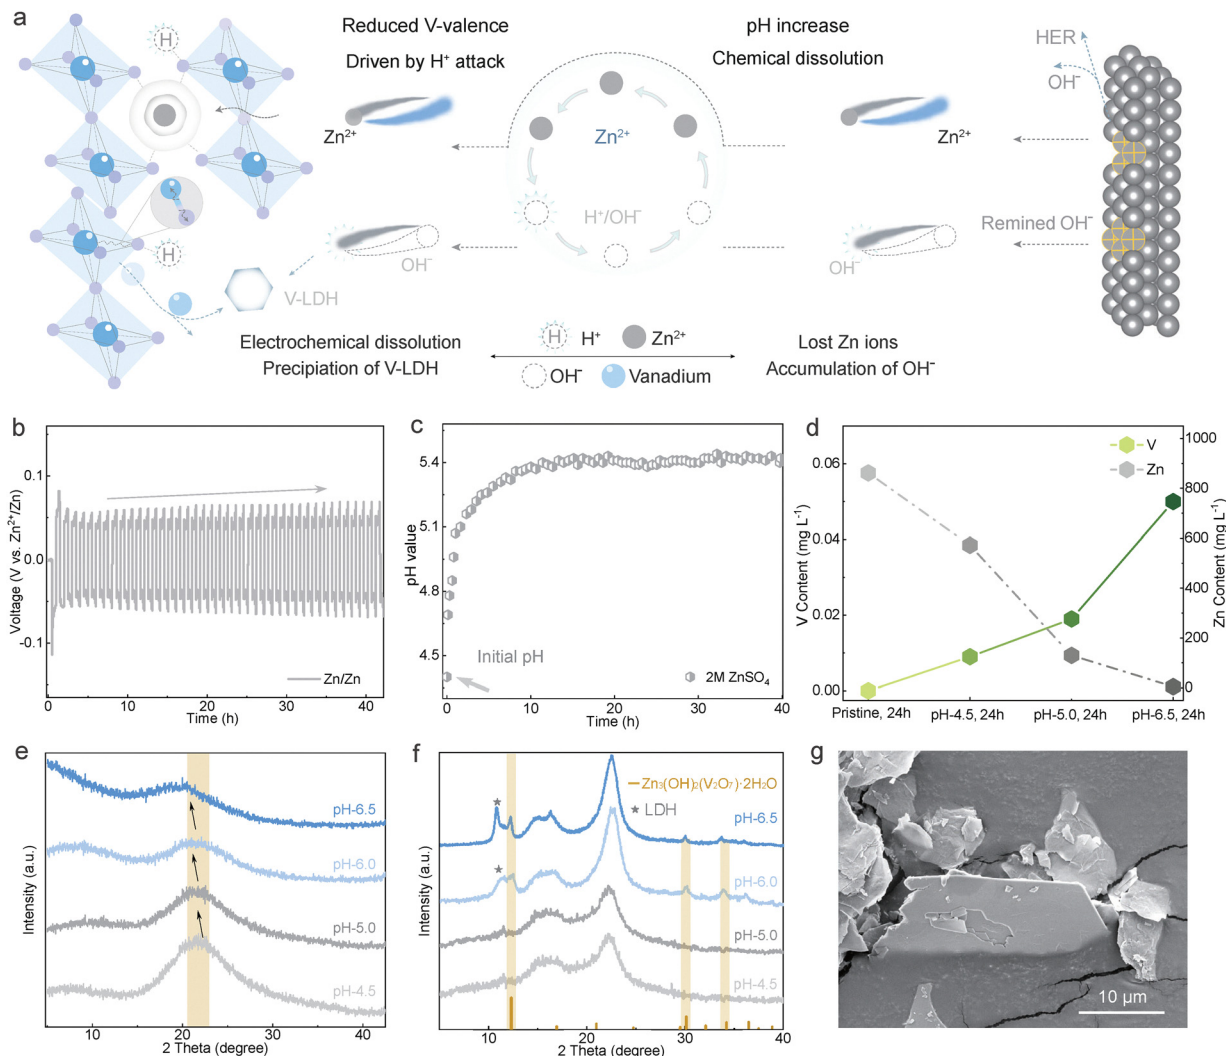 a
H
Reduced V-valence
Driven by H⁺ attack
pH increase
Chemical dissolution
HER
OH⁻
Zn²⁺
Zn²⁺
Zn²⁺
H⁺/OH⁻
Remined OH⁻
H
OH⁻
OH⁻
V-LDH
Electrochemical dissolution
Precipiation of V-LDH
H H⁺ Zn²⁺
OH⁻ Vanadium
Lost Zn ions
Accumulation of OH⁻
b
Voltage (V vs. Zn²⁺/Zn)
0.1
0.0
-0.1
Zn/Zn
0 10 20 30 40
Time (h)
c
pH value
5.4
5.1
4.8
4.5
Initial pH
2M ZnSO₄
0 10 20 30 40
Time (h)
d
V Content (mg L⁻¹)
0.06
0.04
0.02
0.00
V
Zn
1000
800
600
400
200
0
Zn Content (mg L⁻¹)
Pristine, 24h pH-4.5, 24h pH-5.0, 24h pH-6.5, 24h
e
Intensity (a.u.)
pH-6.5
pH-6.0
pH-5.0
pH-4.5
10 20 30 40
2 Theta (degree)
f
Intensity (a.u.)
Zn₃(OH)₂(V₂O₇)·2H₂O
LDH
pH-6.5
pH-6.0
pH-5.0
pH-4.5
10 20 30 40
2 Theta (degree)
g
10 μm